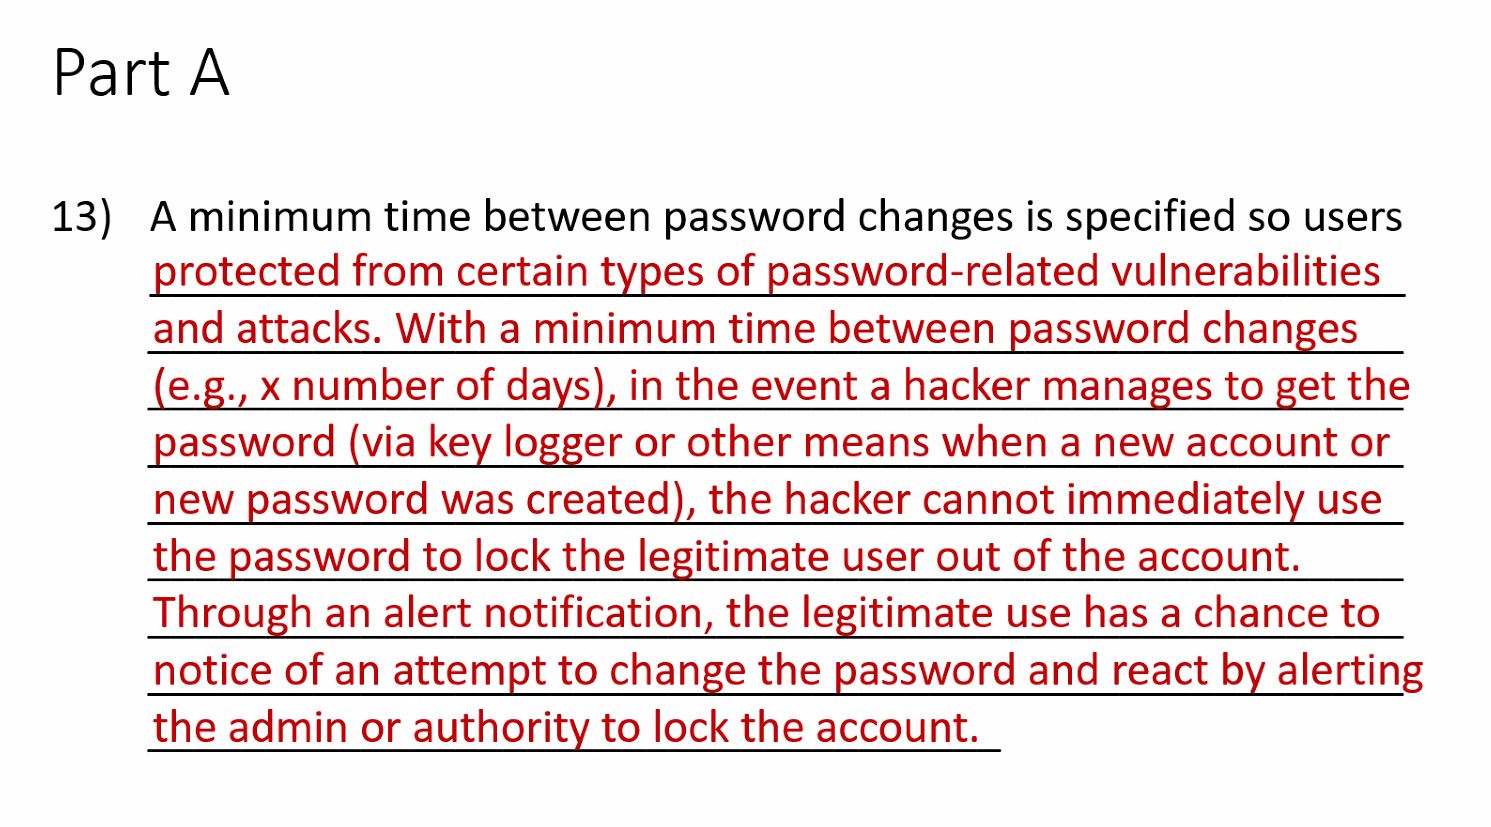 Part A
13) A minimum time between password changes is specified so users
protected from certain types of password-related vulnerabilities
and attacks. With a minimum time between password changes
(e.g., x number of days), in the event a hacker manages to get the
password (via key logger or other means when a new account or
new password was created), the hacker cannot immediately use
the password to lock the legitimate user out of the account.
Through an alert notification, the legitimate use has a chance to
notice of an attempt to change the password and react by alerting
the admin or authority to lock the account.